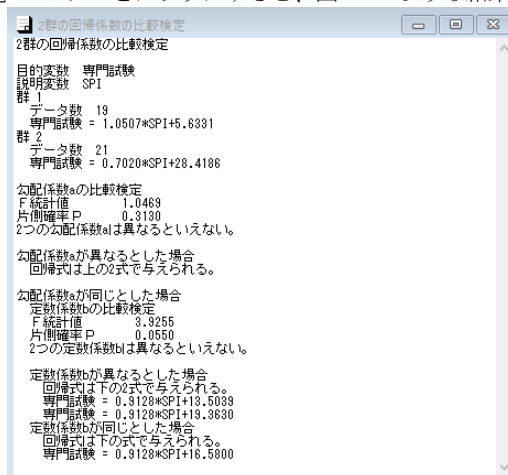 2群の回帰係数の比較検定
2群の回帰係数の比較検定
目的変数 専門試験
説明変数 SPI
群 1
データ数 19
専門試験 = 1.0507*SPI+5.6331
群 2
データ数 21
専門試験 = 0.7020*SPI+28.4186
勾配係数aの比較検定
F統計値 1.0469
片側確率P 0.3130
2つの勾配係数aは異なるといえない。
勾配係数aが異なるとした場合
回帰式は上の2式で与えられる。
勾配係数aが同じとした場合
定数係数bの比較検定
F統計値 3.9255
片側確率P 0.0550
2つの定数係数bは異なるといえない。
定数係数bが異なるとした場合
回帰式は下の2式で与えられる。
専門試験 = 0.9128*SPI+13.5039
専門試験 = 0.9128*SPI+19.3630
定数係数bが同じとした場合
回帰式は下の式で与えられる。
専門試験 = 0.9128*SPI+16.5800